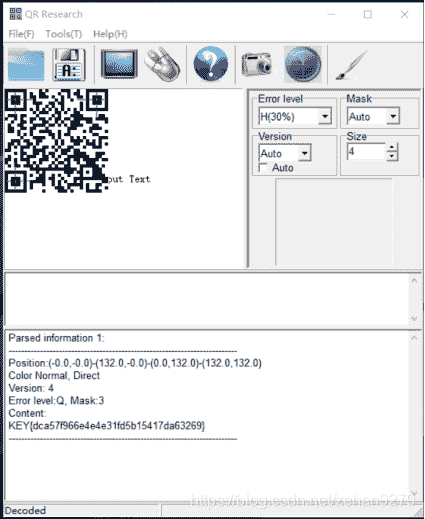 QR Research
File(F) Tools(T) Help(H)
Error level
Mask
H(30%)
Auto
Version
Size
Auto
4
Auto
put Text
Parsed information 1:
Position:(-0.0,-0.0)-(132.0,-0.0)-(0.0,132.0)-(132.0,132.0)
Color Normal, Direct
Version: 4
Error level:Q, Mask:3
Content:
KEY{dca57f966e4e4e31fd5b15417da63269}
https://blog.csdn.net/zehan5279
Decoded